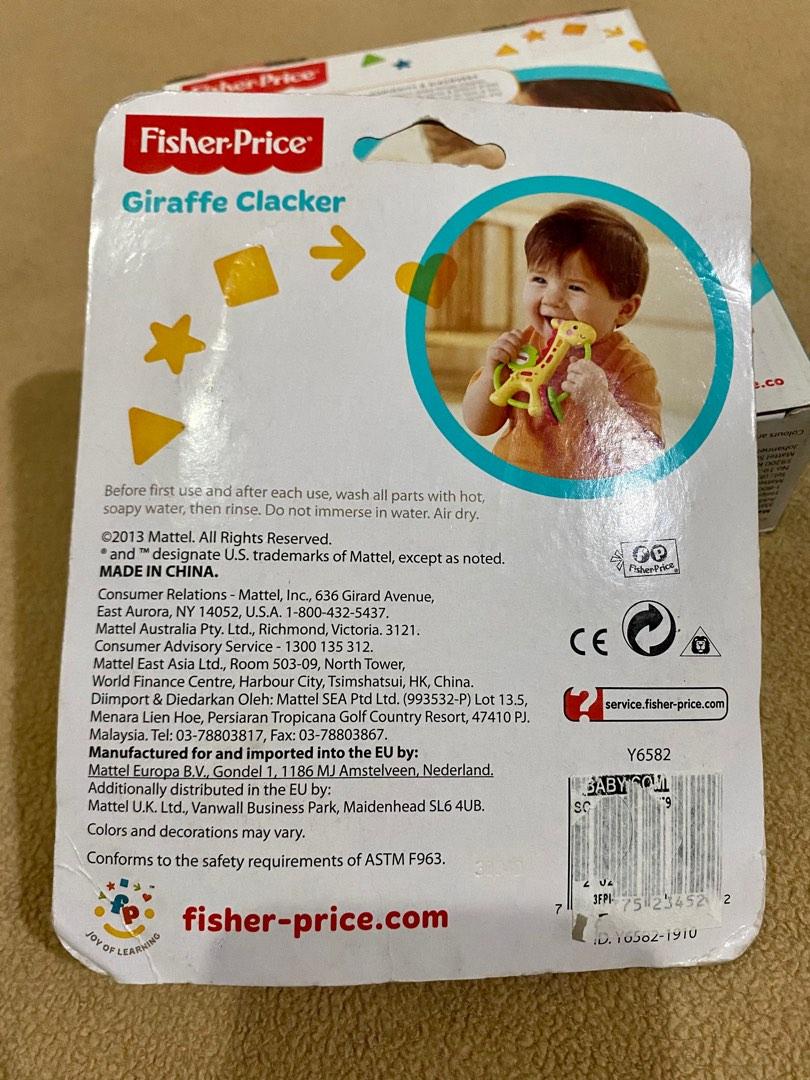 Fisher-Price
Fisher-Price®
Giraffe Clacker
Before first use and after each use, wash all parts with hot,
soapy water, then rinse. Do not immerse in water. Air dry.
©2013 Mattel. All Rights Reserved.
® and ™ designate U.S. trademarks of Mattel, except as noted.
MADE IN CHINA.
Consumer Relations - Mattel, Inc., 636 Girard Avenue,
East Aurora, NY 14052, U.S.A. 1-800-432-5437.
Mattel Australia Pty. Ltd., Richmond, Victoria. 3121.
Consumer Advisory Service - 1300 135 312.
Mattel East Asia Ltd., Room 503-09, North Tower,
World Finance Centre, Harbour City, Tsimshatsui, HK, China.
Diimport & Diedarkan Oleh: Mattel SEA Ptd Ltd. (993532-P) Lot 13.5,
Menara Lien Hoe, Persiaran Tropicana Golf Country Resort, 47410 PJ.
Malaysia. Tel: 03-78803817, Fax: 03-78803867.
Manufactured for and imported into the EU by:
Mattel Europa B.V., Gondel 1, 1186 MJ Amstelveen, Nederland.
Additionally distributed in the EU by:
Mattel U.K. Ltd., Vanwall Business Park, Maidenhead SL6 4UB.
Colors and decorations may vary.
Conforms to the safety requirements of ASTM F963.
fp™
JOY OF LEARNING
fisher-price.com
FP
Fisher-Price®
CE
? service.fisher-price.com
Y6582
BABY
7 75 23452 2
ID. Y6582-1910
e.co